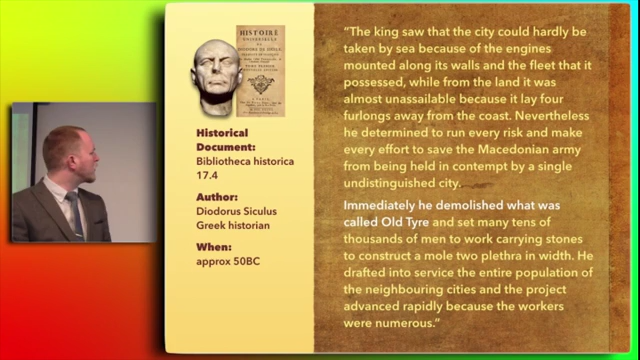 HISTOIRE
UNIVERSELLE
Historical
Document:
Bibliotheca historica
17.4
Author:
Diodorus Siculus
Greek historian
When:
approx 50BC
“The king saw that the city could hardly be
taken by sea because of the engines
mounted along its walls and the fleet that it
possessed, while from the land it was
almost unassailable because it lay four
furlongs away from the coast. Nevertheless
he determined to run every risk and make
every effort to save the Macedonian army
from being held in contempt by a single
undistinguished city.
Immediately he demolished what was
called Old Tyre and set many tens of
thousands of men to work carrying stones
to construct a mole two plethra in width. He
drafted into service the entire population of
the neighbouring cities and the project
advanced rapidly because the workers
were numerous.”